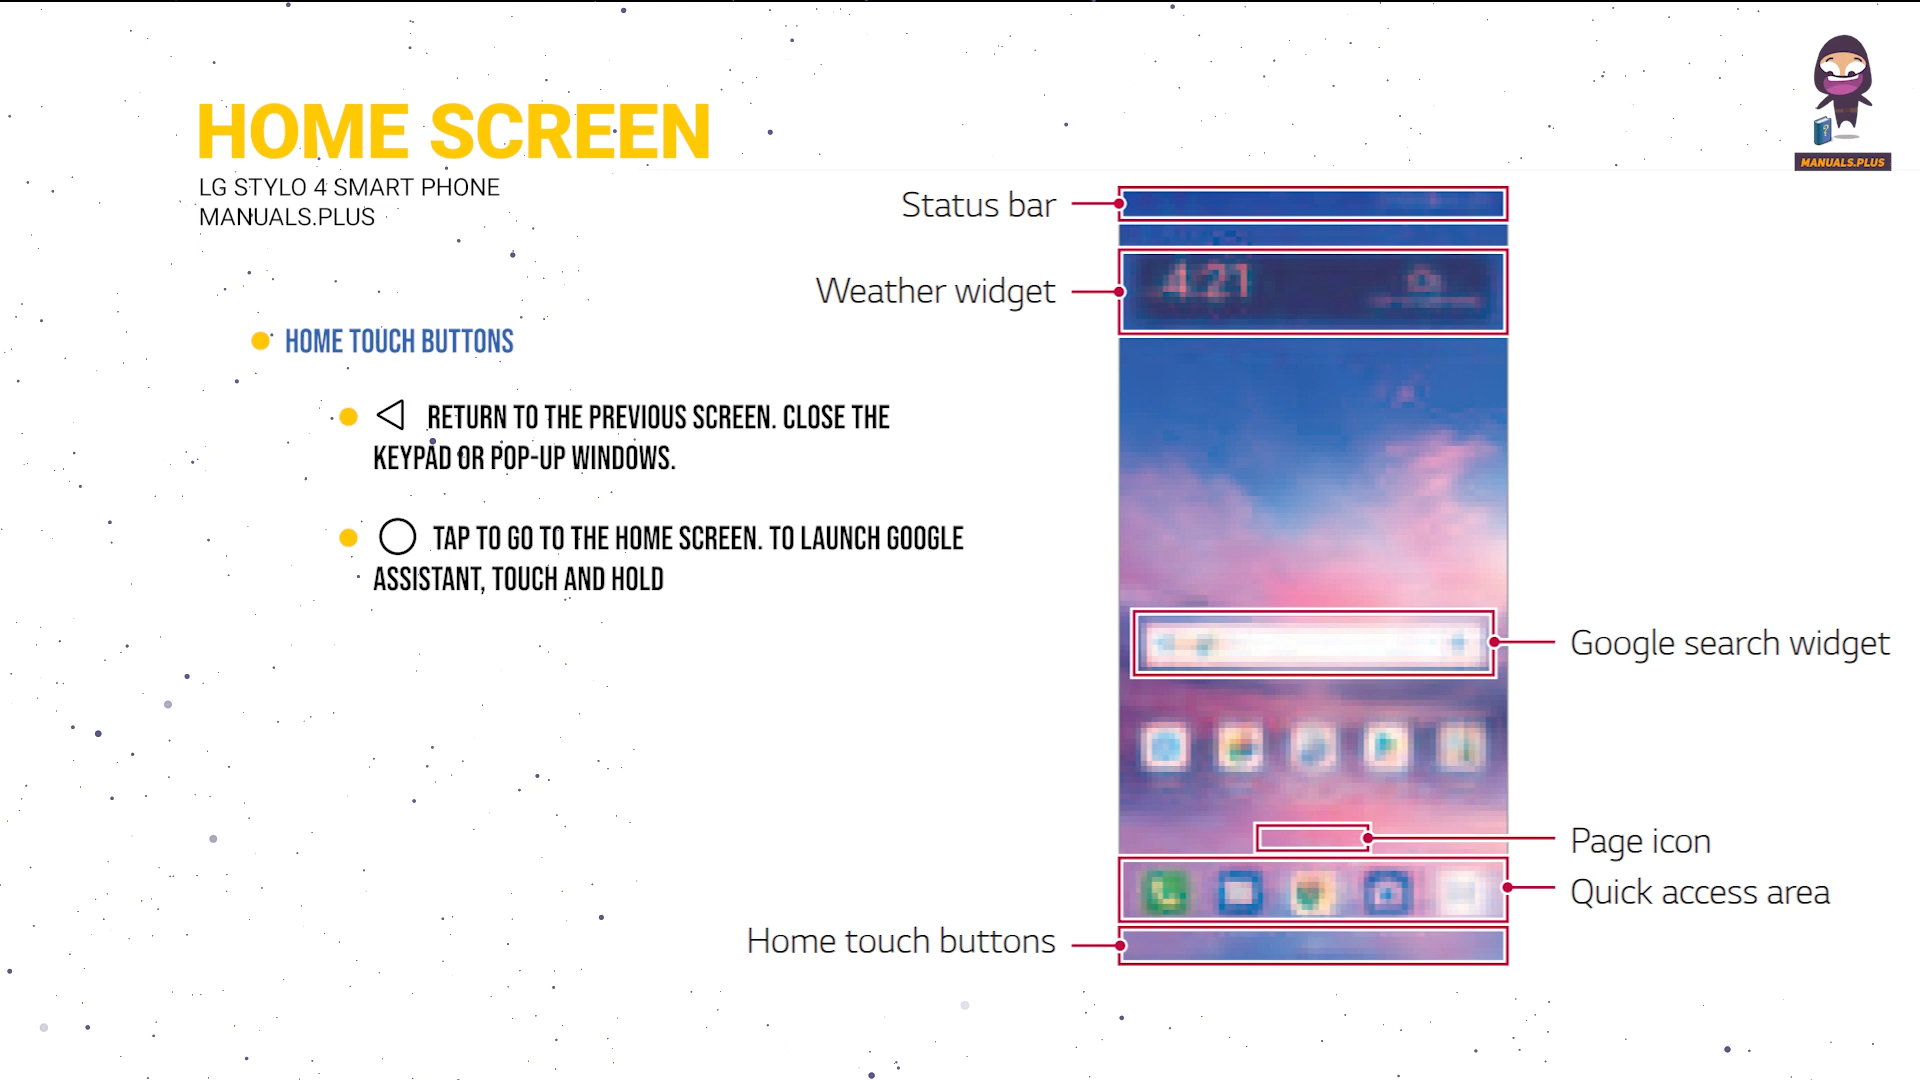 HOME SCREEN
LG STYLO 4 SMART PHONE
MANUALS.PLUS
MANUALS.PLUS
HOME TOUCH BUTTONS
RETURN TO THE PREVIOUS SCREEN. CLOSE THE
KEYPAD OR POP-UP WINDOWS.
TAP TO GO TO THE HOME SCREEN. TO LAUNCH GOOGLE
ASSISTANT, TOUCH AND HOLD
Status bar
Weather widget
4:21
Google search widget
Page icon
Quick access area
Home touch buttons